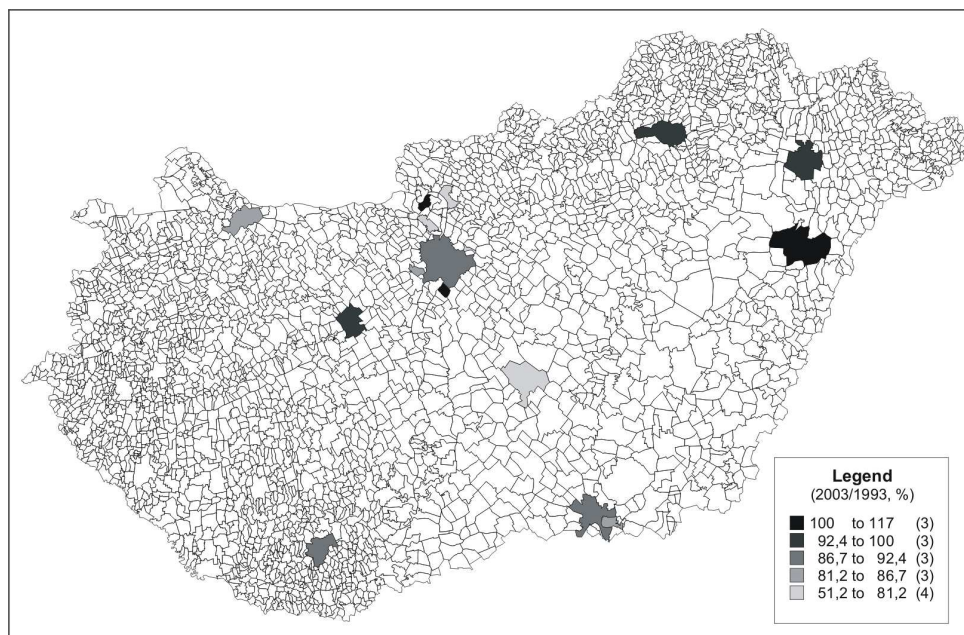 Legend
(2003/1993, %)
100 to 117 (3)
92,4 to 100 (3)
86,7 to 92,4 (3)
81,2 to 86,7 (3)
51,2 to 81,2 (4)